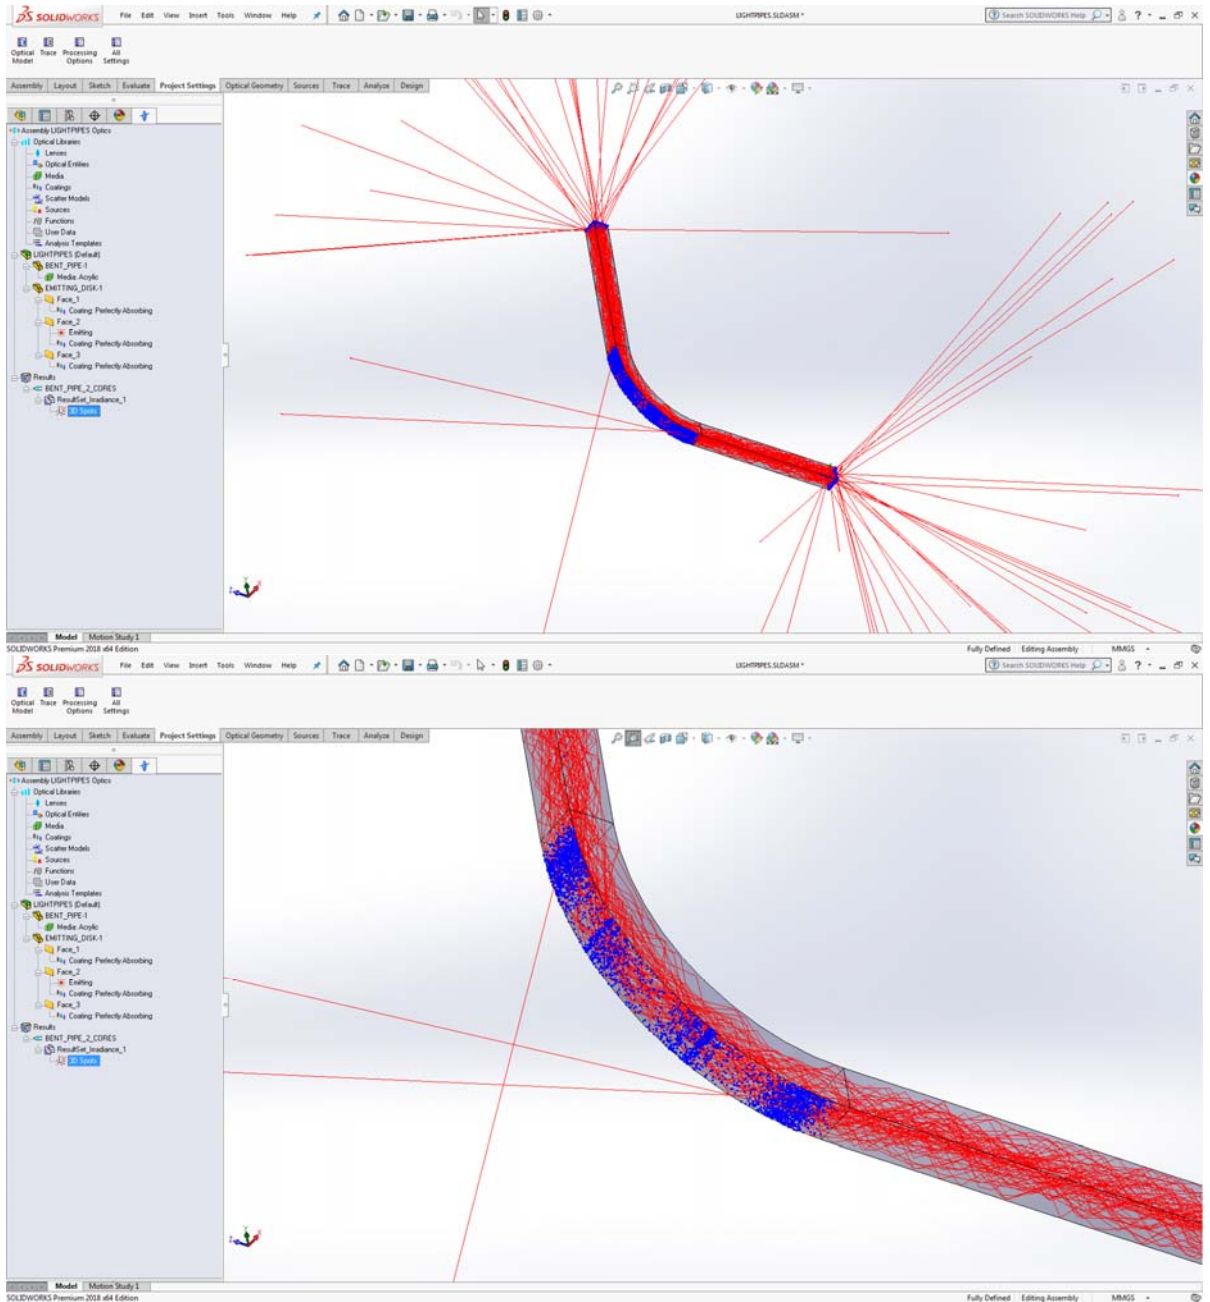 SOLIDWORKS File Edit View Insert Tools Window Help LIGHTPIPES.SLDASM * Search SOLIDWORKS Help
Optical Model Trace Processing Options All Settings
Assembly Layout Sketch Evaluate Project Settings Optical Geometry Sources Trace Analyze Design
Assembly LIGHTPIPES Optics
Optical Libraries
Lenses
Optical Entities
Media
Coatings
Scatter Models
Sources
Functions
User Data
Analysis Templates
LIGHTPIPES (Default)
BENT_PIPE-1
Media: Acrylic
EMITTING_DISK-1
Face_1
Coating: Perfectly Absorbing
Face_2
Emitting
Coating: Perfectly Absorbing
Face_3
Coating: Perfectly Absorbing
Results
BENT_PIPE_2_CORES
ResultSet_Irradiance_1
3D Spots
Model Motion Study 1
SOLIDWORKS Premium 2018 x64 Edition Fully Defined Editing Assembly MMGS
SOLIDWORKS File Edit View Insert Tools Window Help LIGHTPIPES.SLDASM * Search SOLIDWORKS Help
Optical Model Trace Processing Options All Settings
Assembly Layout Sketch Evaluate Project Settings Optical Geometry Sources Trace Analyze Design
Assembly LIGHTPIPES Optics
Optical Libraries
Lenses
Optical Entities
Media
Coatings
Scatter Models
Sources
Functions
User Data
Analysis Templates
LIGHTPIPES (Default)
BENT_PIPE-1
Media: Acrylic
EMITTING_DISK-1
Face_1
Coating: Perfectly Absorbing
Face_2
Emitting
Coating: Perfectly Absorbing
Face_3
Coating: Perfectly Absorbing
Results
BENT_PIPE_2_CORES
ResultSet_Irradiance_1
3D Spots
Model Motion Study 1
SOLIDWORKS Premium 2018 x64 Edition Fully Defined Editing Assembly MMGS